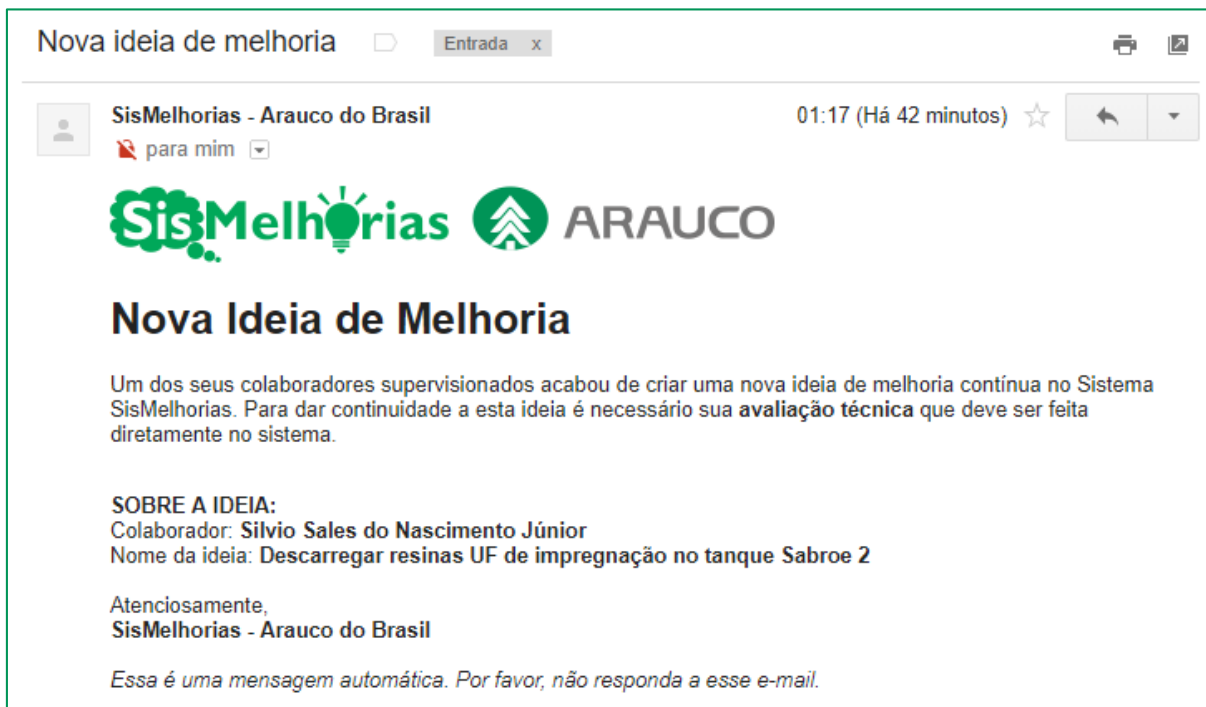 Nova ideia de melhoria Entrada x
SisMelhorias - Arauco do Brasil 01:17 (Há 42 minutos)
para mim
SisMelhorias ARAUCO
Nova Ideia de Melhoria
Um dos seus colaboradores supervisionados acabou de criar uma nova ideia de melhoria contínua no Sistema
SisMelhorias. Para dar continuidade a esta ideia é necessário sua avaliação técnica que deve ser feita
diretamente no sistema.
SOBRE A IDEIA:
Colaborador: Silvio Sales do Nascimento Júnior
Nome da ideia: Descarregar resinas UF de impregnação no tanque Sabroe 2
Atenciosamente,
SisMelhorias - Arauco do Brasil
Essa é uma mensagem automática. Por favor, não responda a esse e-mail.